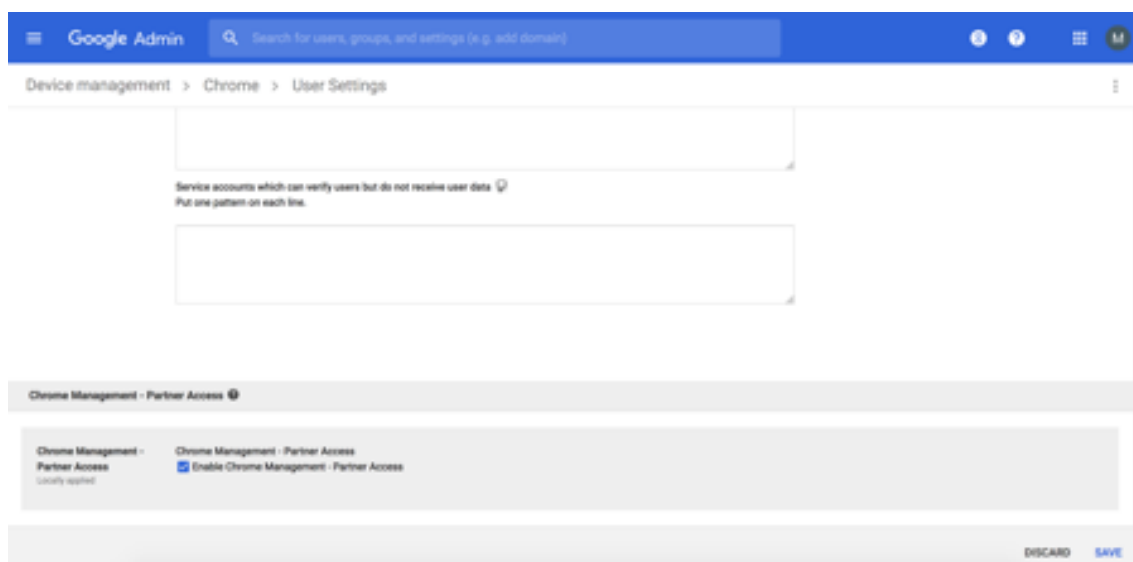 Google Admin
Search for users, groups, and settings (e.g. add domain)
M
Device management > Chrome > User Settings
Service accounts which can verify users but do not receive user data
Put one pattern on each line.
Chrome Management - Partner Access
Chrome Management -
Partner Access
Locally applied
Chrome Management - Partner Access
Enable Chrome Management - Partner Access
DISCARD SAVE